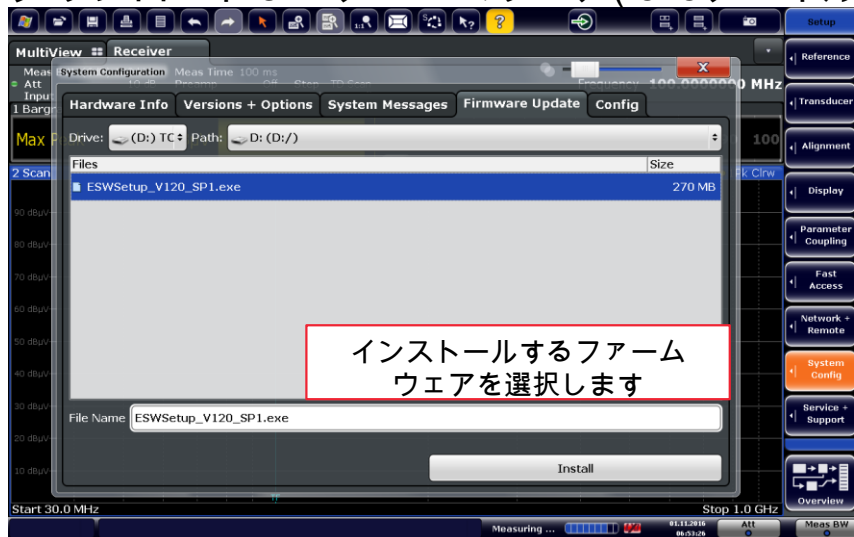 Setup
MultiView Receiver
Reference
System Configuration Meas Time 100 ms
Att
Input
Frequency 100.0000000 MHz
1 Bargr
Hardware Info Versions + Options System Messages Firmware Update Config
Transducer
Max
Drive: (D:) TC Path: D: (D:/)
100
Alignment
2 Scan
Clrw
Files Size
ESWSetup_V120_SP1.exe 270 MB
Display
90 dBµV
Parameter
Coupling
80 dBµV
70 dBµV
Fast
Access
60 dBµV
Network +
Remote
50 dBµV
インストールするファーム
ウェアを選択します
40 dBµV
System
Config
30 dBµV
File Name ESWSetup_V120_SP1.exe
Service +
Support
20 dBµV
10 dBµV
Install
Overview
Start 30.0 MHz Stop 1.0 GHz
Measuring ... 01.11.2016
06:53:26
Att
Meas BW